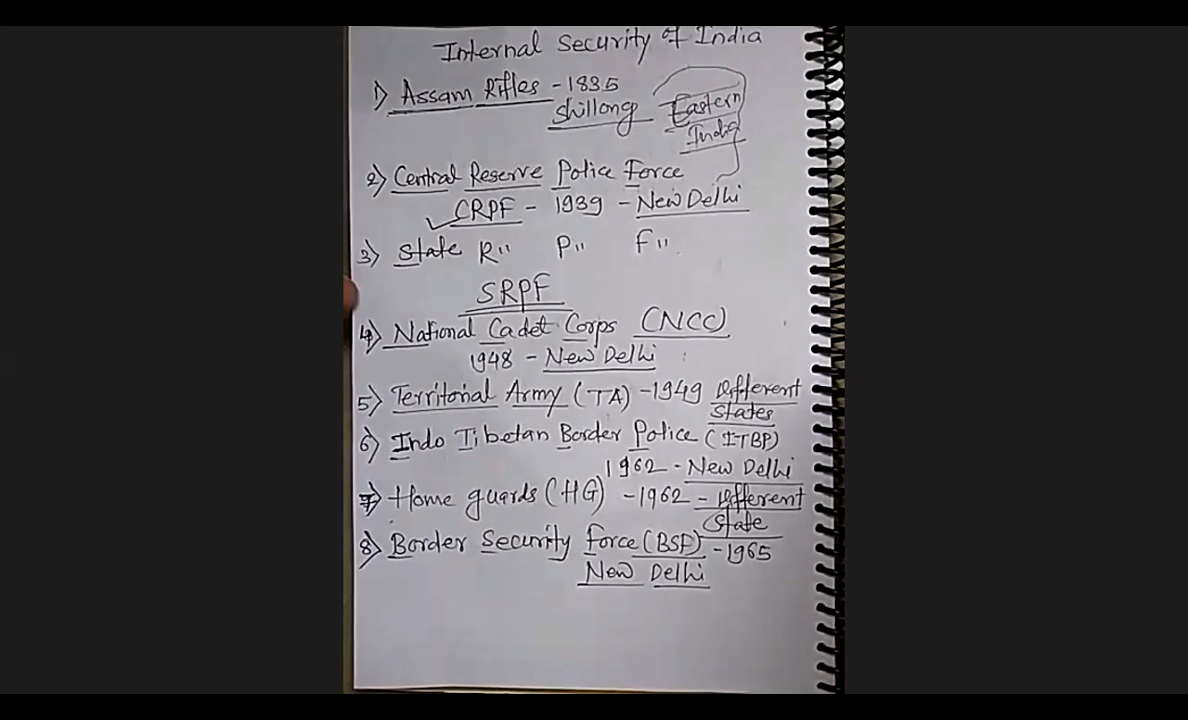 Internal Security of India
1) Assam Rifles - 1835
Shillong Eastern
India
2) Central Reserve Police Force
CRPF - 1939 - New Delhi
3) State R" P" F"
SRPF
4) National Cadet Corps (NCC)
1948 - New Delhi
5) Territorial Army (TA) - 1949 Different
States
6) Indo Tibetan Border Police (ITBP)
1962 - New Delhi
7) Home guards (HG) - 1962 - Different
State
8) Border Security Force (BSF) - 1965
New Delhi